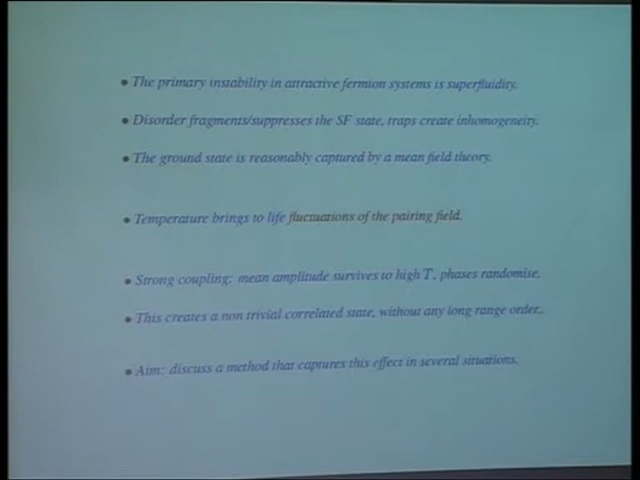 • The primary instability in attractive fermion systems is superfluidity.
• Disorder fragments/suppresses the SF state, traps create inhomogeneity.
• The ground state is reasonably captured by a mean field theory.
• Temperature brings to life fluctuations of the pairing field.
• Strong coupling: mean amplitude survives to high T, phases randomise.
• This creates a non trivial correlated state, without any long range order..
• Aim: discuss a method that captures this effect in several situations.